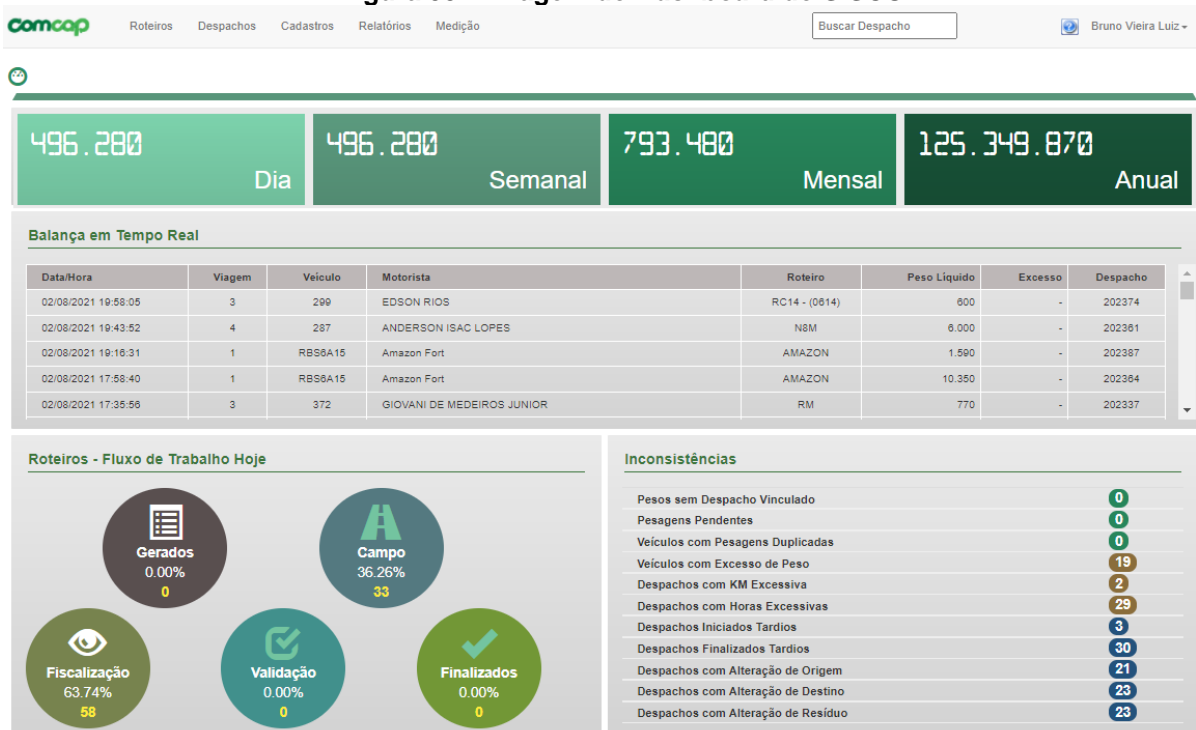 comcap Roteiros Despachos Cadastros Relatórios Medição Buscar Despacho Bruno Vieira Luiz
496.280 Dia
496.280 Semanal
793.480 Mensal
125.349.870 Anual
Balança em Tempo Real
Data/Hora Viagem Veiculo Motorista Roteiro Peso Liquido Excesso Despacho
02/08/2021 19:58:05 3 299 EDSON RIOS RC14 - (0614) 600 - 202374
02/08/2021 19:43:52 4 287 ANDERSON ISAC LOPES N8M 6.000 - 202361
02/08/2021 19:16:31 1 RBS6A15 Amazon Fort AMAZON 1.590 - 202387
02/08/2021 17:58:40 1 RBS6A15 Amazon Fort AMAZON 10.350 - 202364
02/08/2021 17:35:56 3 372 GIOVANI DE MEDEIROS JUNIOR RM 770 - 202337
Roteiros - Fluxo de Trabalho Hoje
Gerados
0.00%
0
Campo
36.26%
33
Fiscalização
63.74%
58
Validação
0.00%
0
Finalizados
0.00%
0
Inconsistências
Pesos sem Despacho Vinculado 0
Pesagens Pendentes 0
Veículos com Pesagens Duplicadas 0
Veículos com Excesso de Peso 19
Despachos com KM Excessiva 2
Despachos com Horas Excessivas 29
Despachos Iniciados Tardios 3
Despachos Finalizados Tardios 30
Despachos com Alteração de Origem 21
Despachos com Alteração de Destino 23
Despachos com Alteração de Resíduo 23